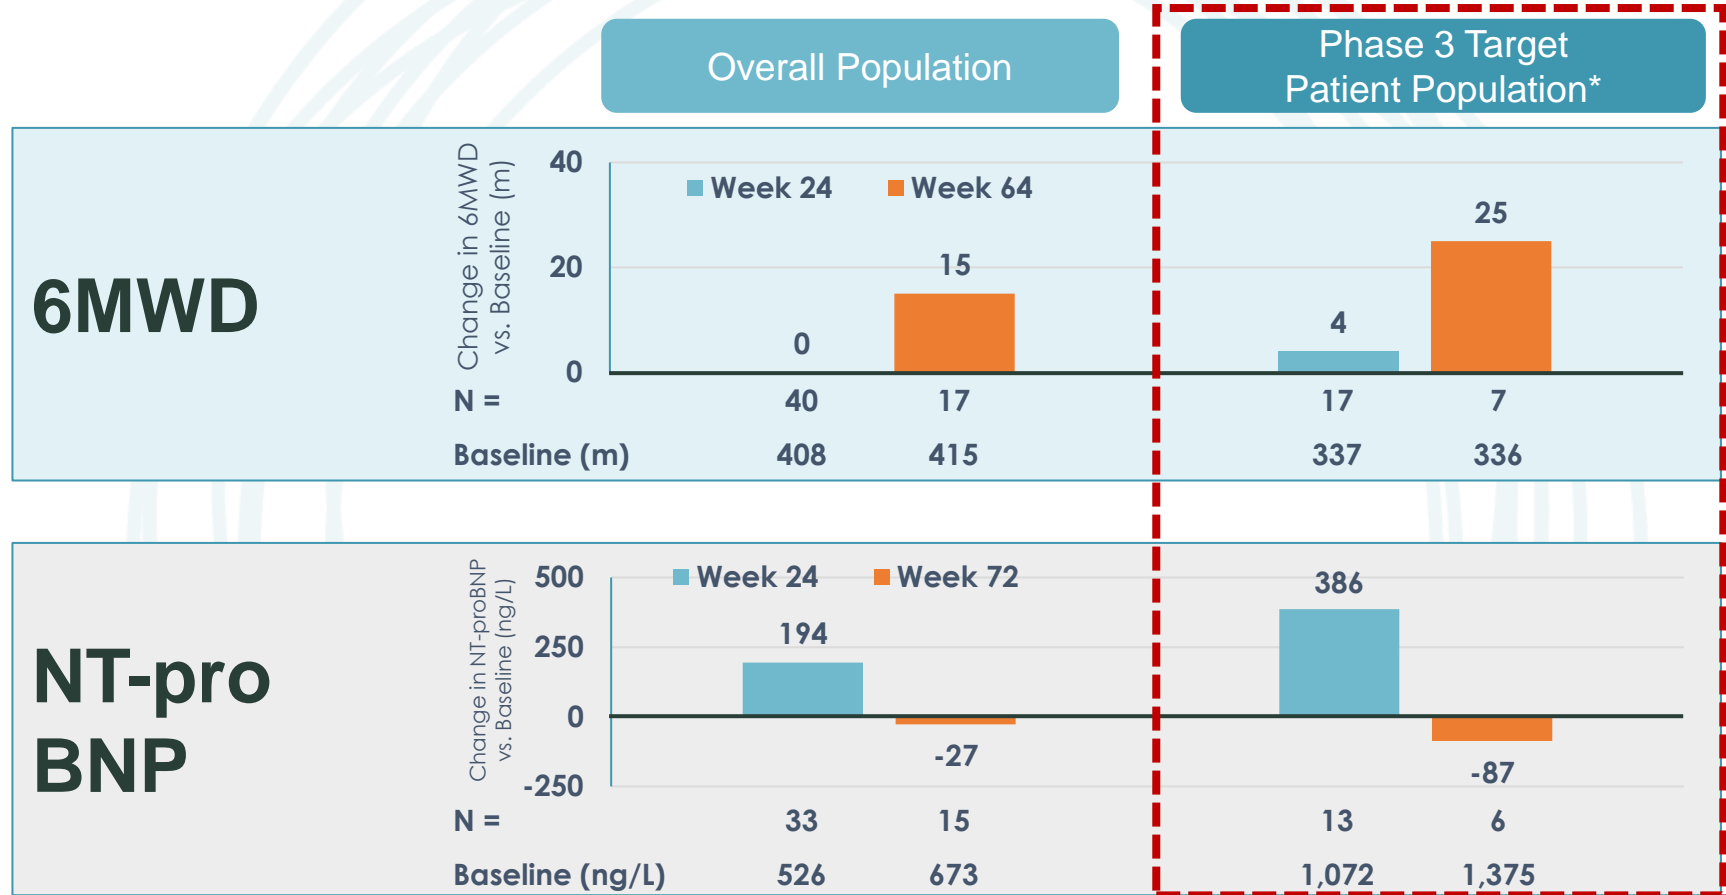 Overall Population
Phase 3 Target
Patient Population*
6MWD
Change in 6MWD
vs. Baseline (m)
40
20
0
Week 24
Week 64
0
15
4
25
N =
40
17
17
7
Baseline (m)
408
415
337
336
NT-pro
BNP
Change in NT-proBNP
vs. Baseline (ng/L)
500
250
0
-250
Week 24
Week 72
194
-27
386
-87
N =
33
15
13
6
Baseline (ng/L)
526
673
1,072
1,375